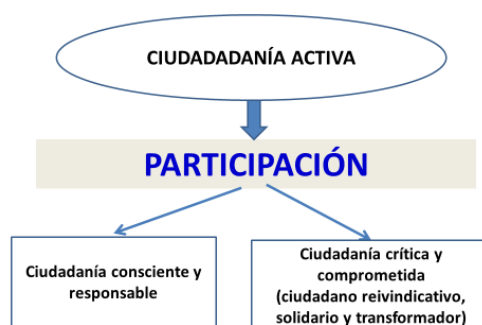 CIUDADADANÍA ACTIVA
PARTICIPACIÓN
Ciudadanía consciente y
responsable
Ciudadanía crítica y
comprometida
(ciudadano reivindicativo,
solidario y transformador)